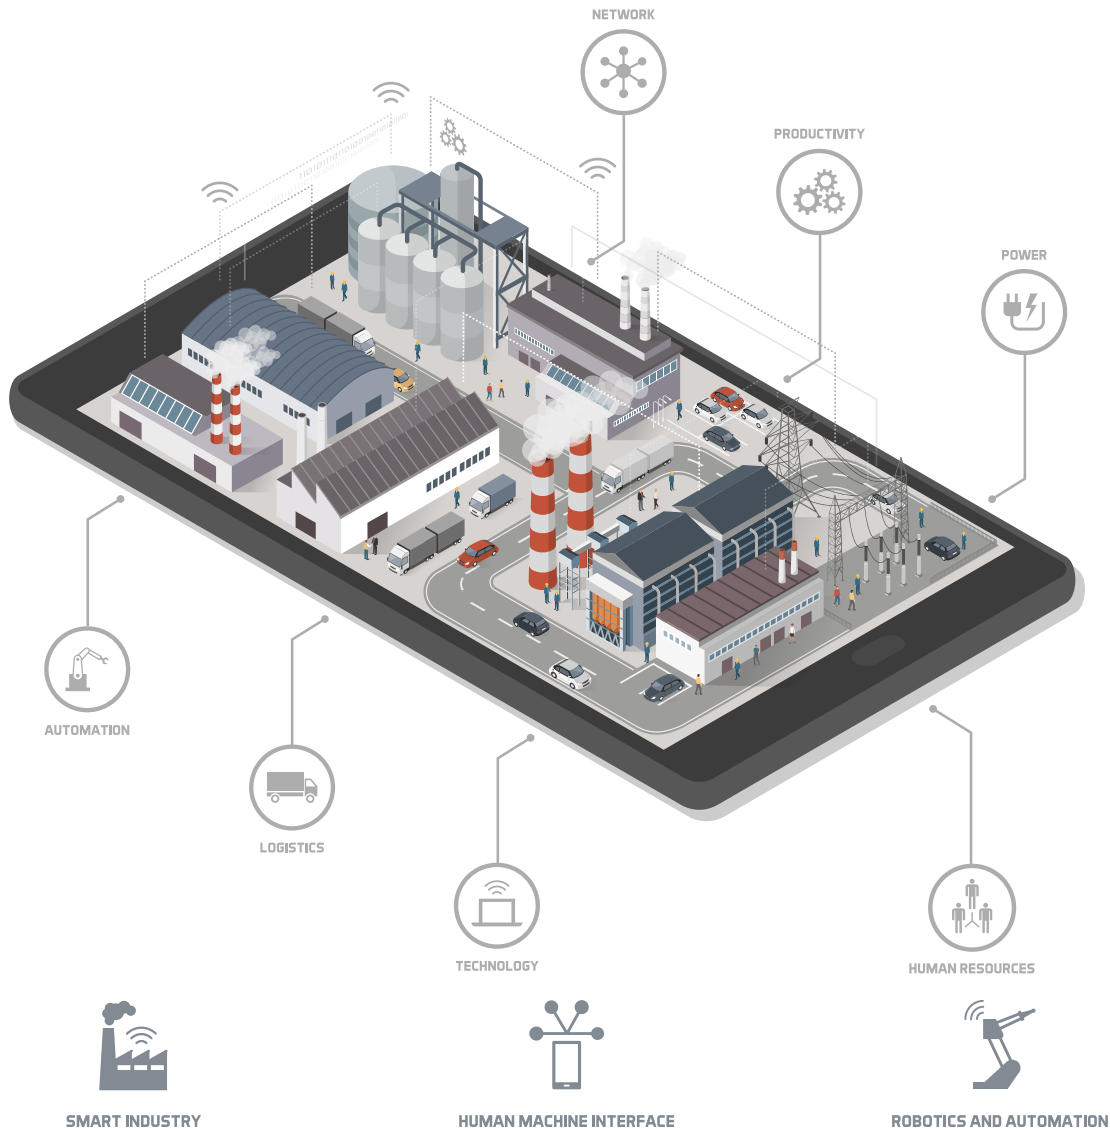 NETWORK
PRODUCTIVITY
POWER
AUTOMATION
LOGISTICS
TECHNOLOGY
HUMAN RESOURCES
SMART INDUSTRY
HUMAN MACHINE INTERFACE
ROBOTICS AND AUTOMATION